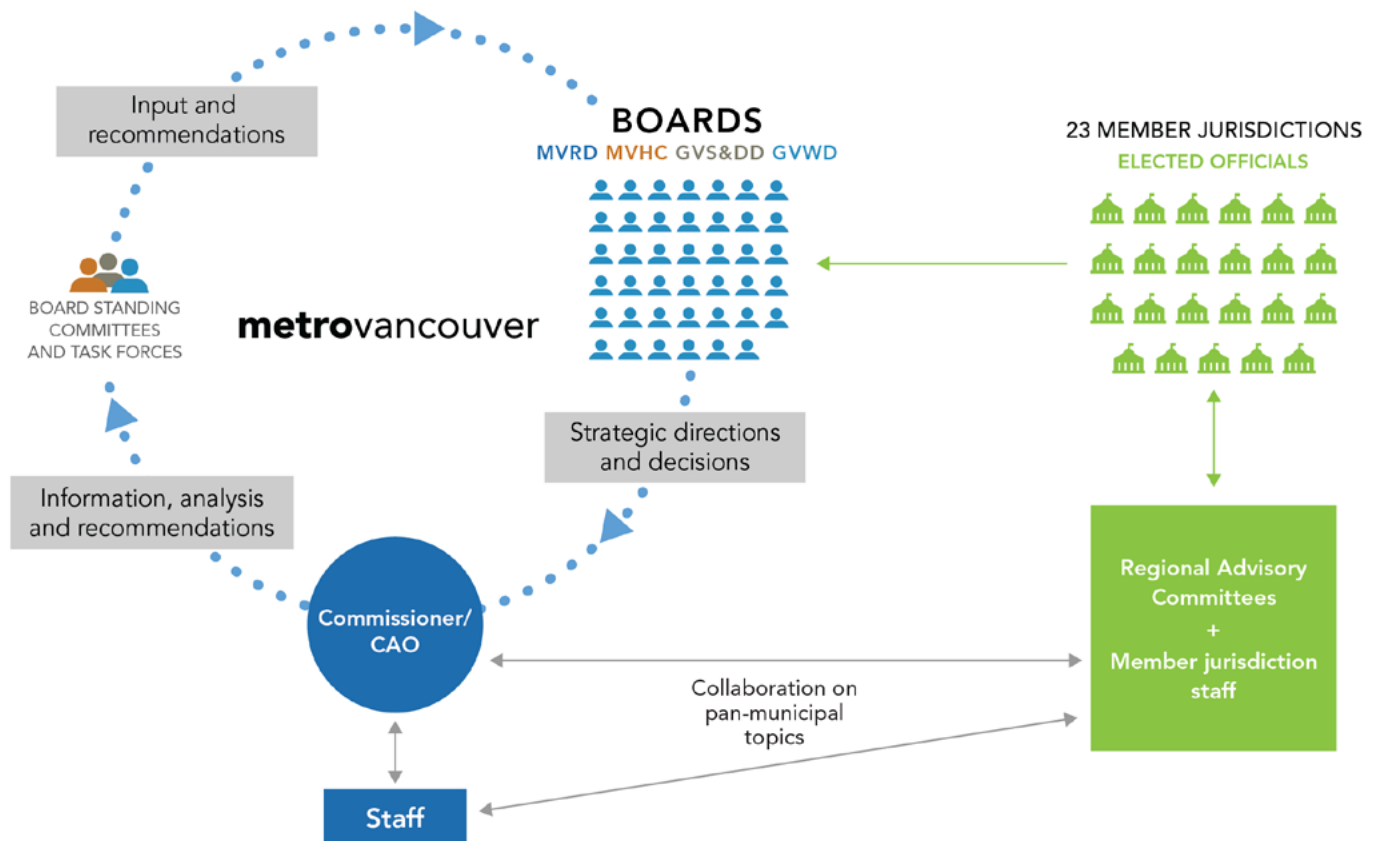 Input and
recommendations
BOARDS
MVRD MVHC GVS&DD GVWD
23 MEMBER JURISDICTIONS
ELECTED OFFICIALS
BOARD STANDING
COMMITTEES
AND TASK FORCES
metrovancouver
Strategic directions
and decisions
Information, analysis
and recommendations
Commissioner/
CAO
Regional Advisory
Committees
+
Member jurisdiction
staff
Collaboration on
pan-municipal
topics
Staff